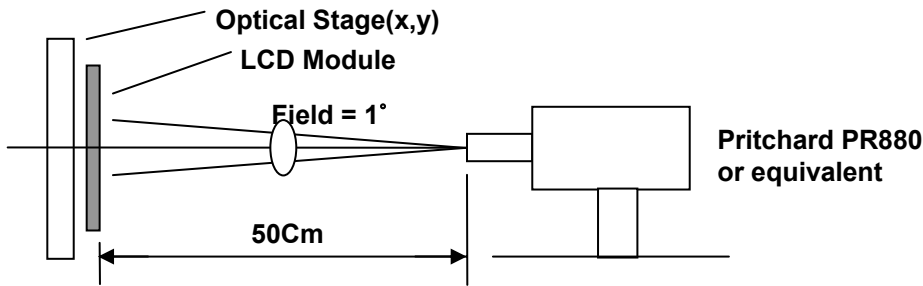 Optical Stage(x,y)
LCD Module
Field = 1°
Pritchard PR880
or equivalent
50Cm